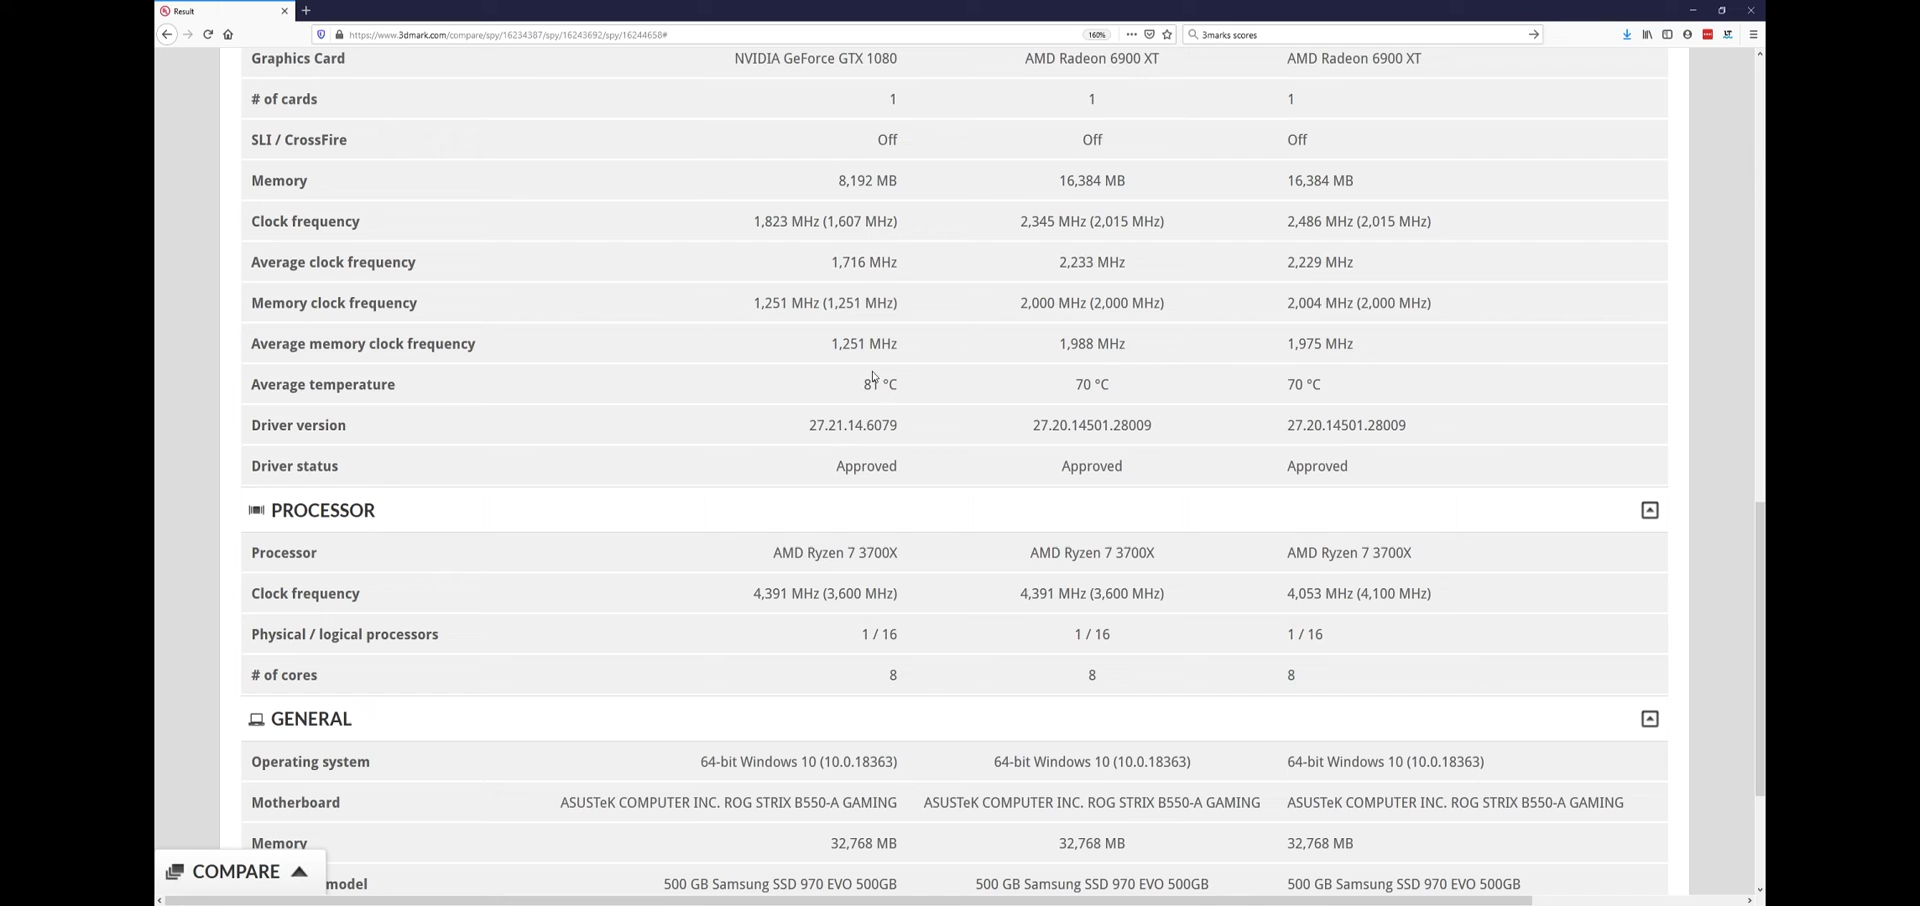 Result
https://www.3dmark.com/compare/spy/16234387/spy/16243692/spy/16244658#
160%
3marks scores
Graphics Card NVIDIA GeForce GTX 1080 AMD Radeon 6900 XT AMD Radeon 6900 XT
# of cards 1 1 1
SLI / CrossFire Off Off Off
Memory 8,192 MB 16,384 MB 16,384 MB
Clock frequency 1,823 MHz (1,607 MHz) 2,345 MHz (2,015 MHz) 2,486 MHz (2,015 MHz)
Average clock frequency 1,716 MHz 2,233 MHz 2,229 MHz
Memory clock frequency 1,251 MHz (1,251 MHz) 2,000 MHz (2,000 MHz) 2,004 MHz (2,000 MHz)
Average memory clock frequency 1,251 MHz 1,988 MHz 1,975 MHz
Average temperature 81 °C 70 °C 70 °C
Driver version 27.21.14.6079 27.20.14501.28009 27.20.14501.28009
Driver status Approved Approved Approved
PROCESSOR
Processor AMD Ryzen 7 3700X AMD Ryzen 7 3700X AMD Ryzen 7 3700X
Clock frequency 4,391 MHz (3,600 MHz) 4,391 MHz (3,600 MHz) 4,053 MHz (4,100 MHz)
Physical / logical processors 1 / 16 1 / 16 1 / 16
# of cores 8 8 8
GENERAL
Operating system 64-bit Windows 10 (10.0.18363) 64-bit Windows 10 (10.0.18363) 64-bit Windows 10 (10.0.18363)
Motherboard ASUSTeK COMPUTER INC. ROG STRIX B550-A GAMING ASUSTeK COMPUTER INC. ROG STRIX B550-A GAMING ASUSTeK COMPUTER INC. ROG STRIX B550-A GAMING
Memory 32,768 MB 32,768 MB 32,768 MB
COMPARE
model 500 GB Samsung SSD 970 EVO 500GB 500 GB Samsung SSD 970 EVO 500GB 500 GB Samsung SSD 970 EVO 500GB